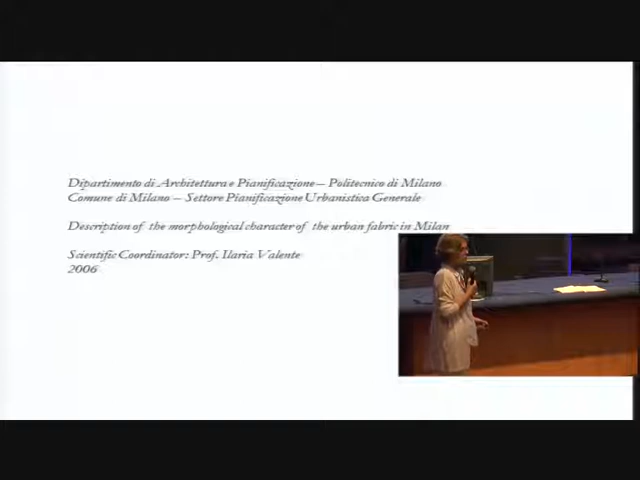 Dipartimento di Architettura e Pianificazione – Politecnico di Milano
Comune di Milano – Settore Pianificazione Urbanistica Generale
Description of the morphological character of the urban fabric in Milan
Scientific Coordinator: Prof. Ilaria Valente
2006